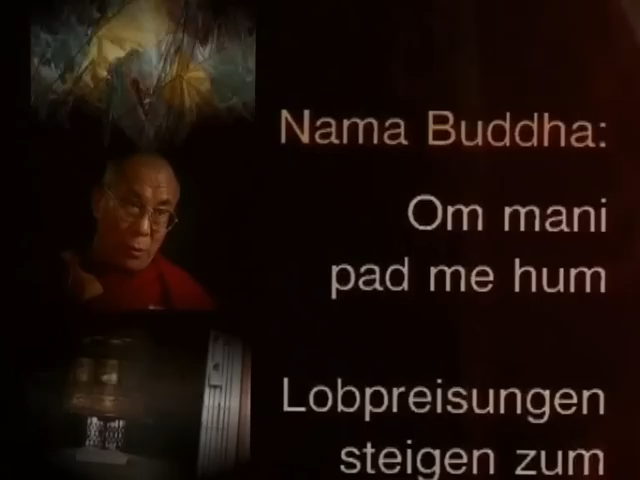 Nama Buddha:
Om mani
pad me hum
Lobpreisungen
steigen zum